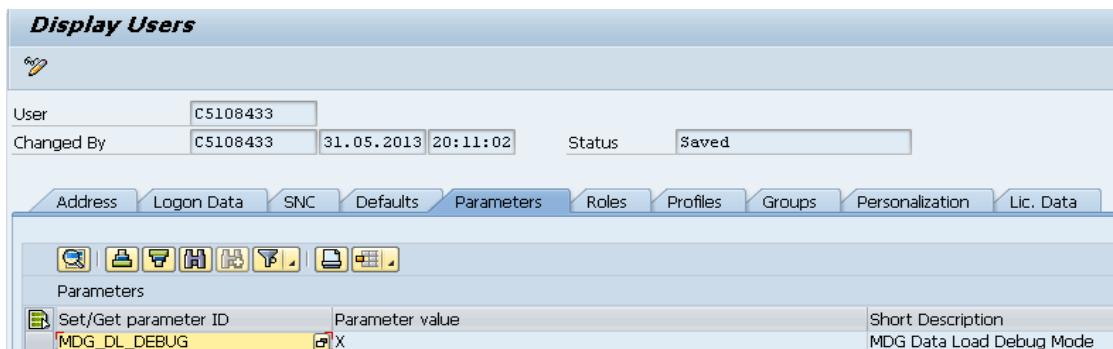 Display Users
User C5108433
Changed By C5108433 31.05.2013 20:11:02 Status Saved
Address Logon Data SNC Defaults Parameters Roles Profiles Groups Personalization Lic. Data
Parameters
Set/Get parameter ID Parameter value Short Description
MDG_DL_DEBUG X MDG Data Load Debug Mode